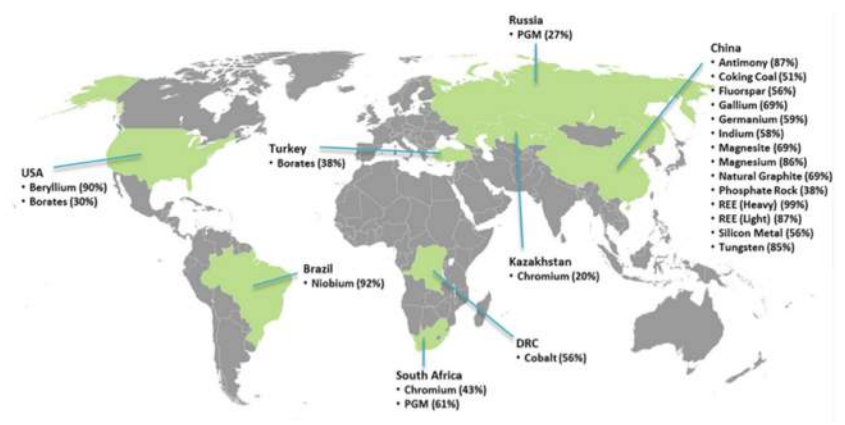 Russia
• PGM (27%)
China
• Antimony (87%)
• Coking Coal (51%)
• Fluorspar (56%)
• Gallium (69%)
• Germanium (59%)
• Indium (58%)
• Magnesite (69%)
• Magnesium (86%)
• Natural Graphite (69%)
• Phosphate Rock (38%)
• REE (Heavy) (99%)
• REE (Light) (87%)
• Silicon Metal (56%)
• Tungsten (85%)
Turkey
• Borates (38%)
USA
• Beryllium (90%)
• Borates (30%)
Kazakhstan
• Chromium (20%)
Brazil
• Niobium (92%)
DRC
• Cobalt (56%)
South Africa
• Chromium (43%)
• PGM (61%)